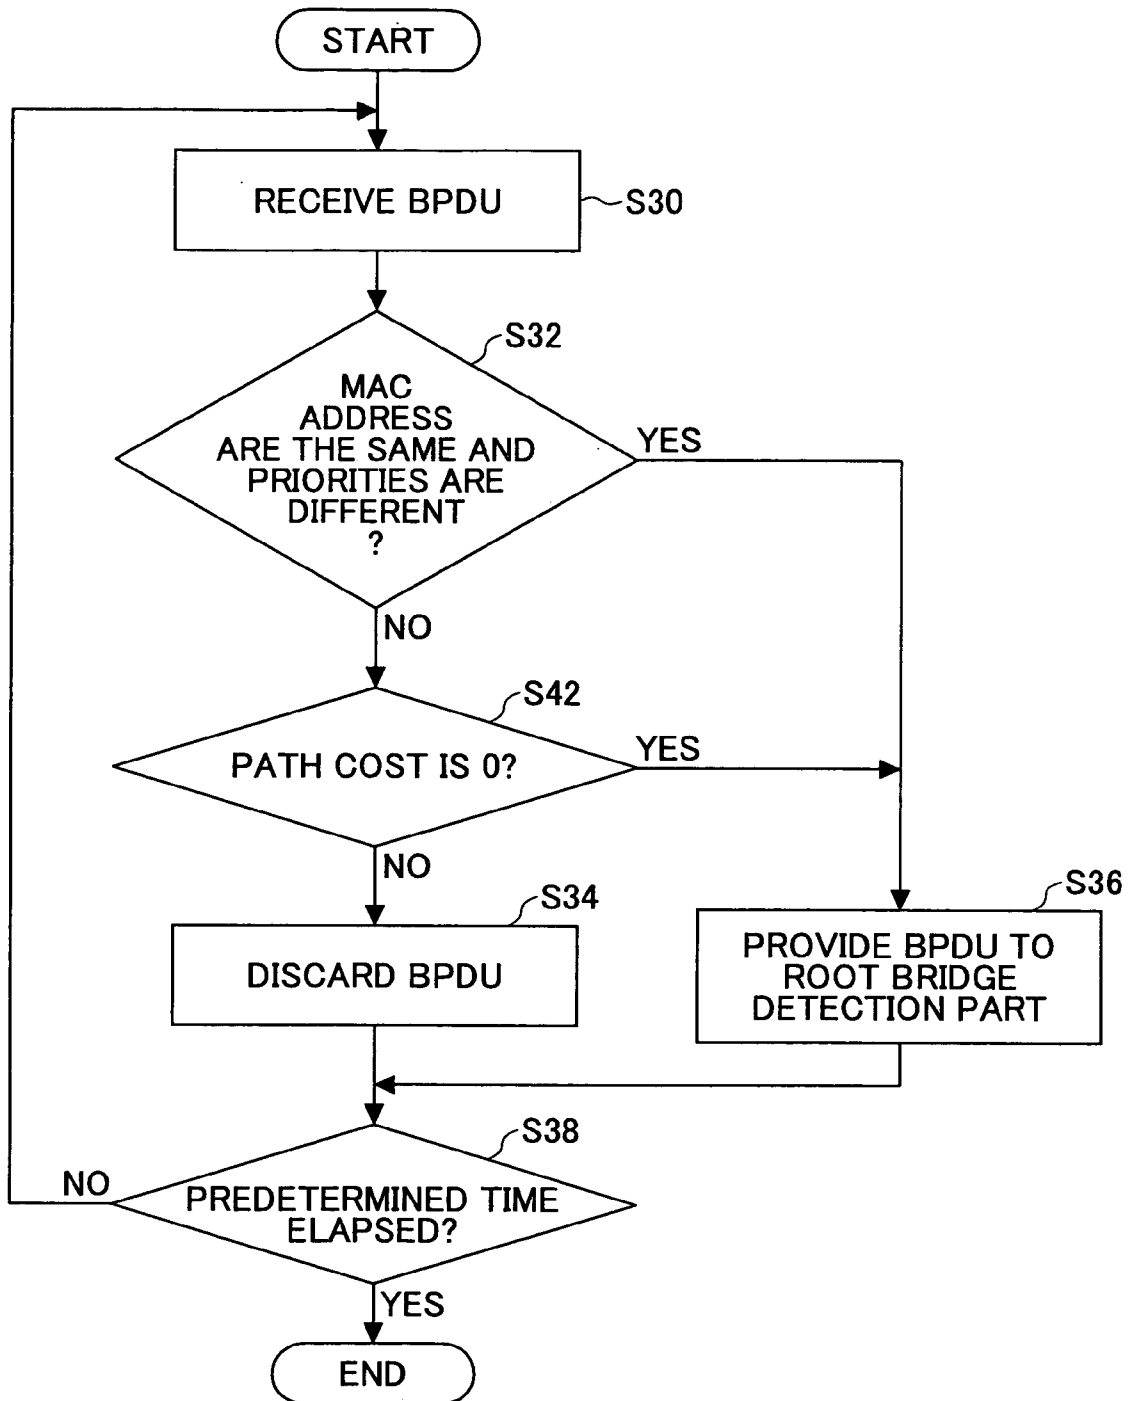 START
RECEIVE BPDU
S30
S32
MAC
ADDRESS
ARE THE SAME AND
PRIORITIES ARE
DIFFERENT
?
YES
NO
S42
PATH COST IS 0?
YES
NO
S34
DISCARD BPDU
S36
PROVIDE BPDU TO
ROOT BRIDGE
DETECTION PART
S38
NO
PREDETERMINED TIME
ELAPSED?
YES
END